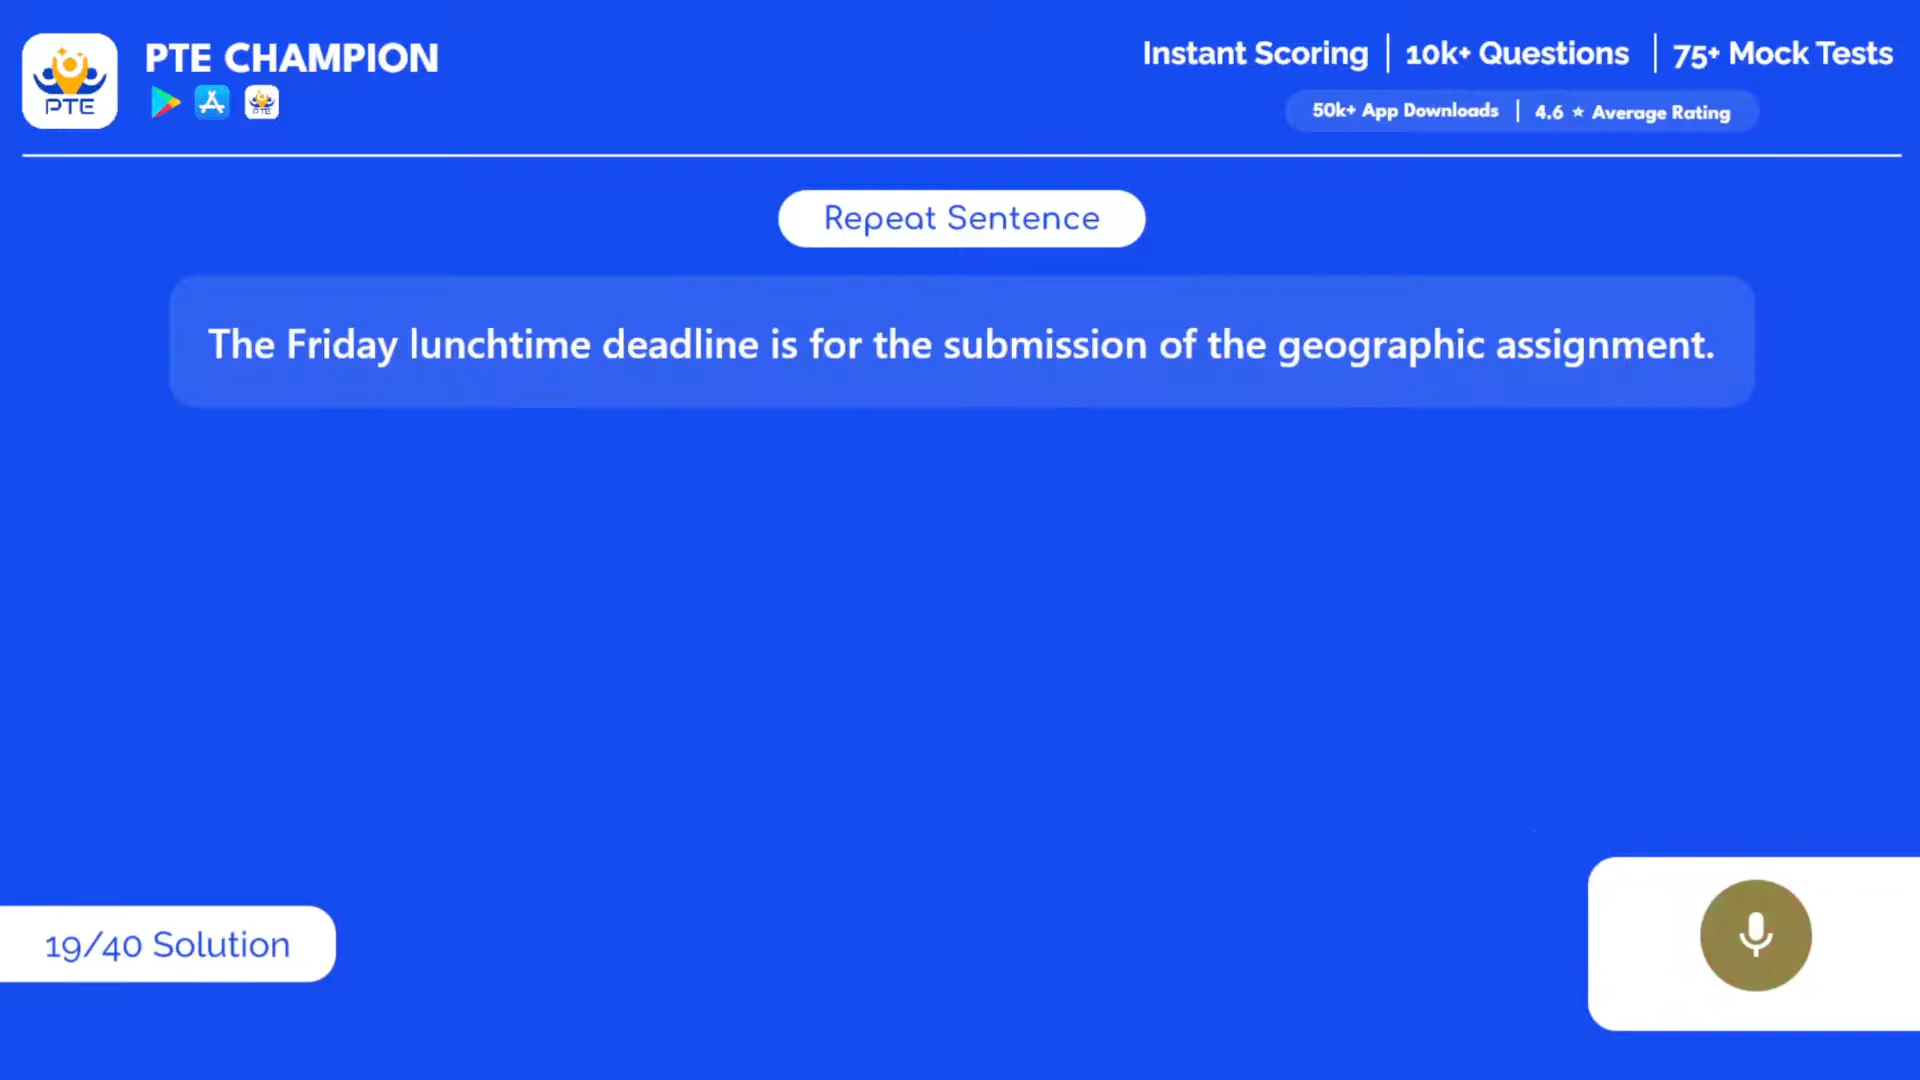 PTE CHAMPION
PTE
PTE
Instant Scoring | 10k+ Questions | 75+ Mock Tests
50k+ App Downloads | 4.6 ★ Average Rating
Repeat Sentence
The Friday lunchtime deadline is for the submission of the geographic assignment.
19/40 Solution